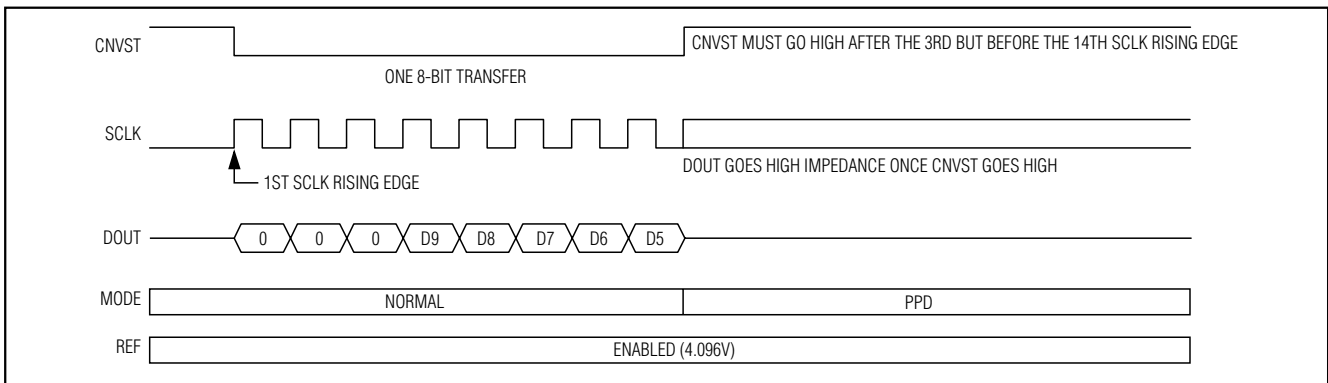 CNVST
CNVST MUST GO HIGH AFTER THE 3RD BUT BEFORE THE 14TH SCLK RISING EDGE
ONE 8-BIT TRANSFER
SCLK
DOUT GOES HIGH IMPEDANCE ONCE CNVST GOES HIGH
1ST SCLK RISING EDGE
DOUT 0 0 0 D9 D8 D7 D6 D5
MODE NORMAL PPD
REF ENABLED (4.096V)